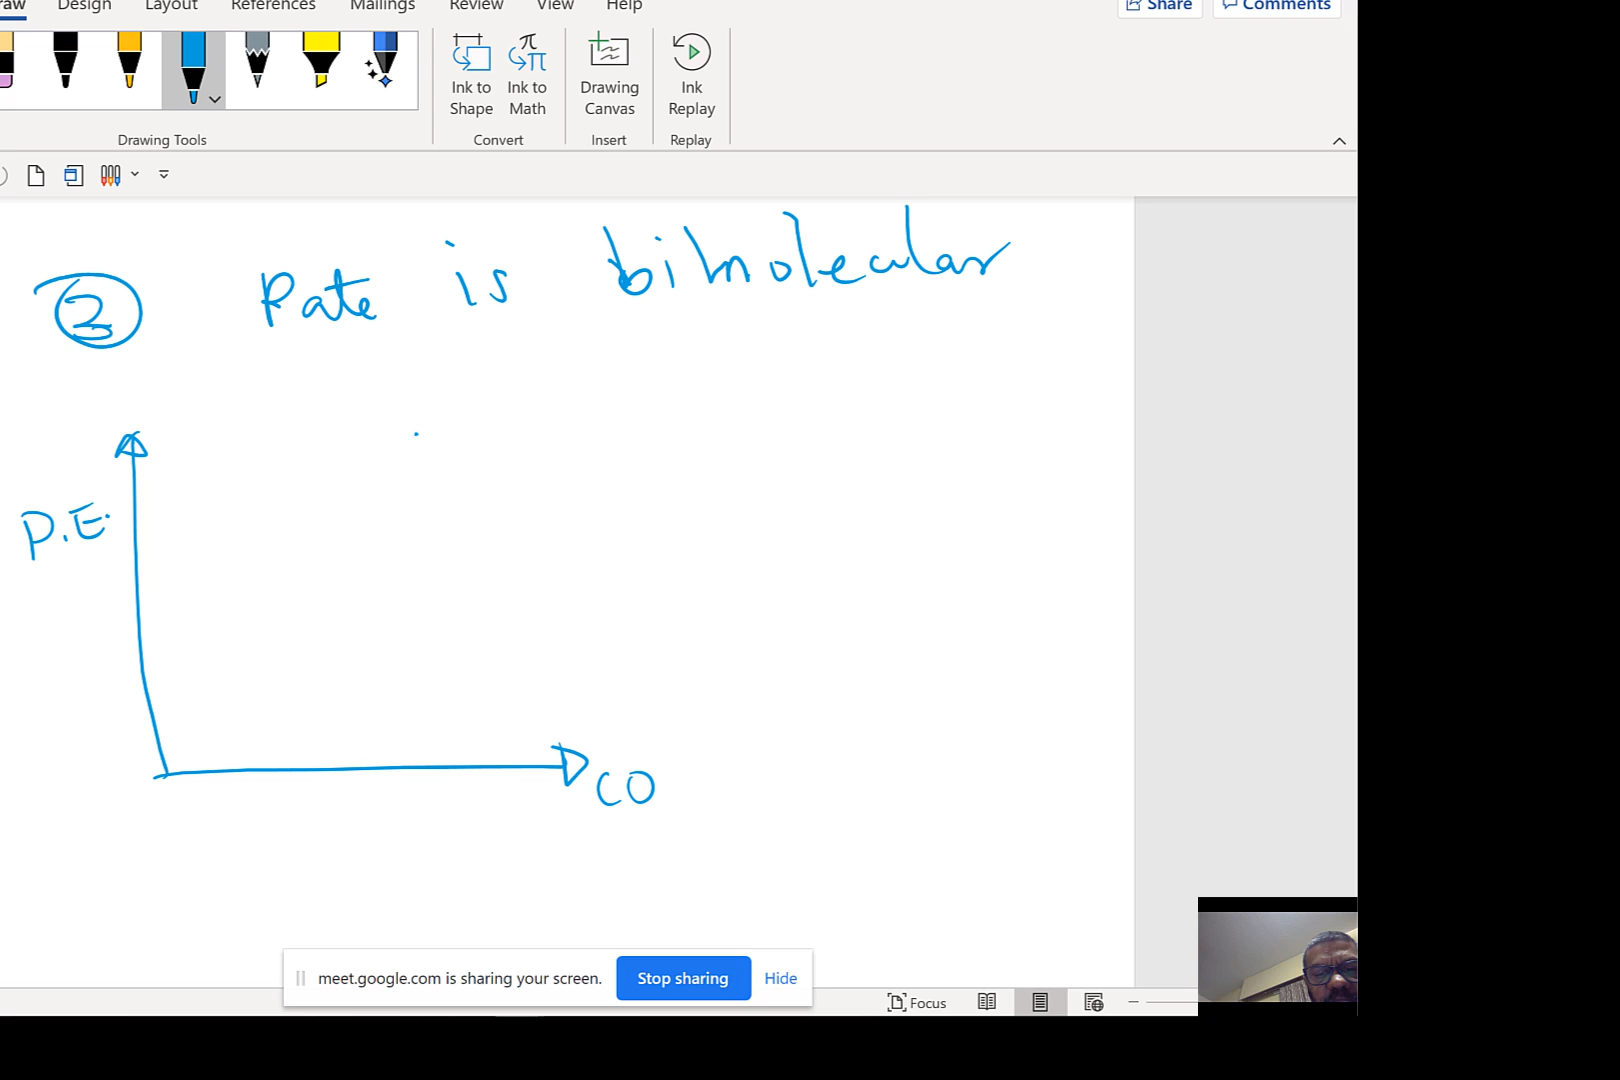 Design Layout References Mailings Review View Help Share Comments
Ink to Shape Ink to Math Drawing Canvas Ink Replay
Drawing Tools Convert Insert Replay
2 Rate is bimolecular
P.E.
CO
meet.google.com is sharing your screen. Stop sharing Hide
Focus